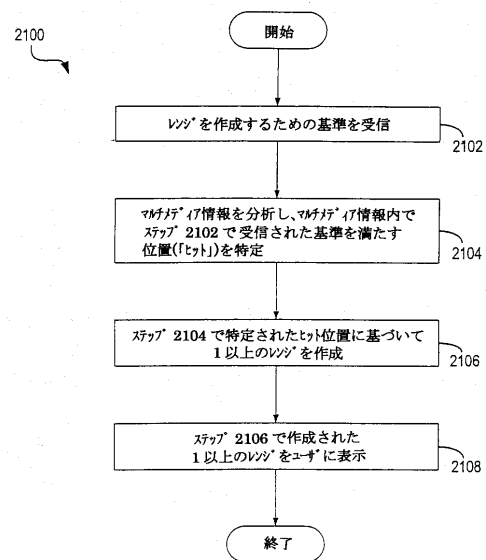 2100
開始
ﾚﾝｼﾞを作成するための基準を受信
2102
ﾏﾙﾁﾒﾃﾞｨｱ情報を分析し、ﾏﾙﾁﾒﾃﾞｨｱ情報内で
ｽﾃｯﾌﾟ 2102 で受信された基準を満たす
位置(「ﾋｯﾄ」)を特定
2104
ｽﾃｯﾌﾟ 2104 で特定されたﾋｯﾄ位置に基づいて
1 以上のﾚﾝｼﾞを作成
2106
ｽﾃｯﾌﾟ 2106 で作成された
1 以上のﾚﾝｼﾞをﾕｰｻﾞに表示
2108
終了